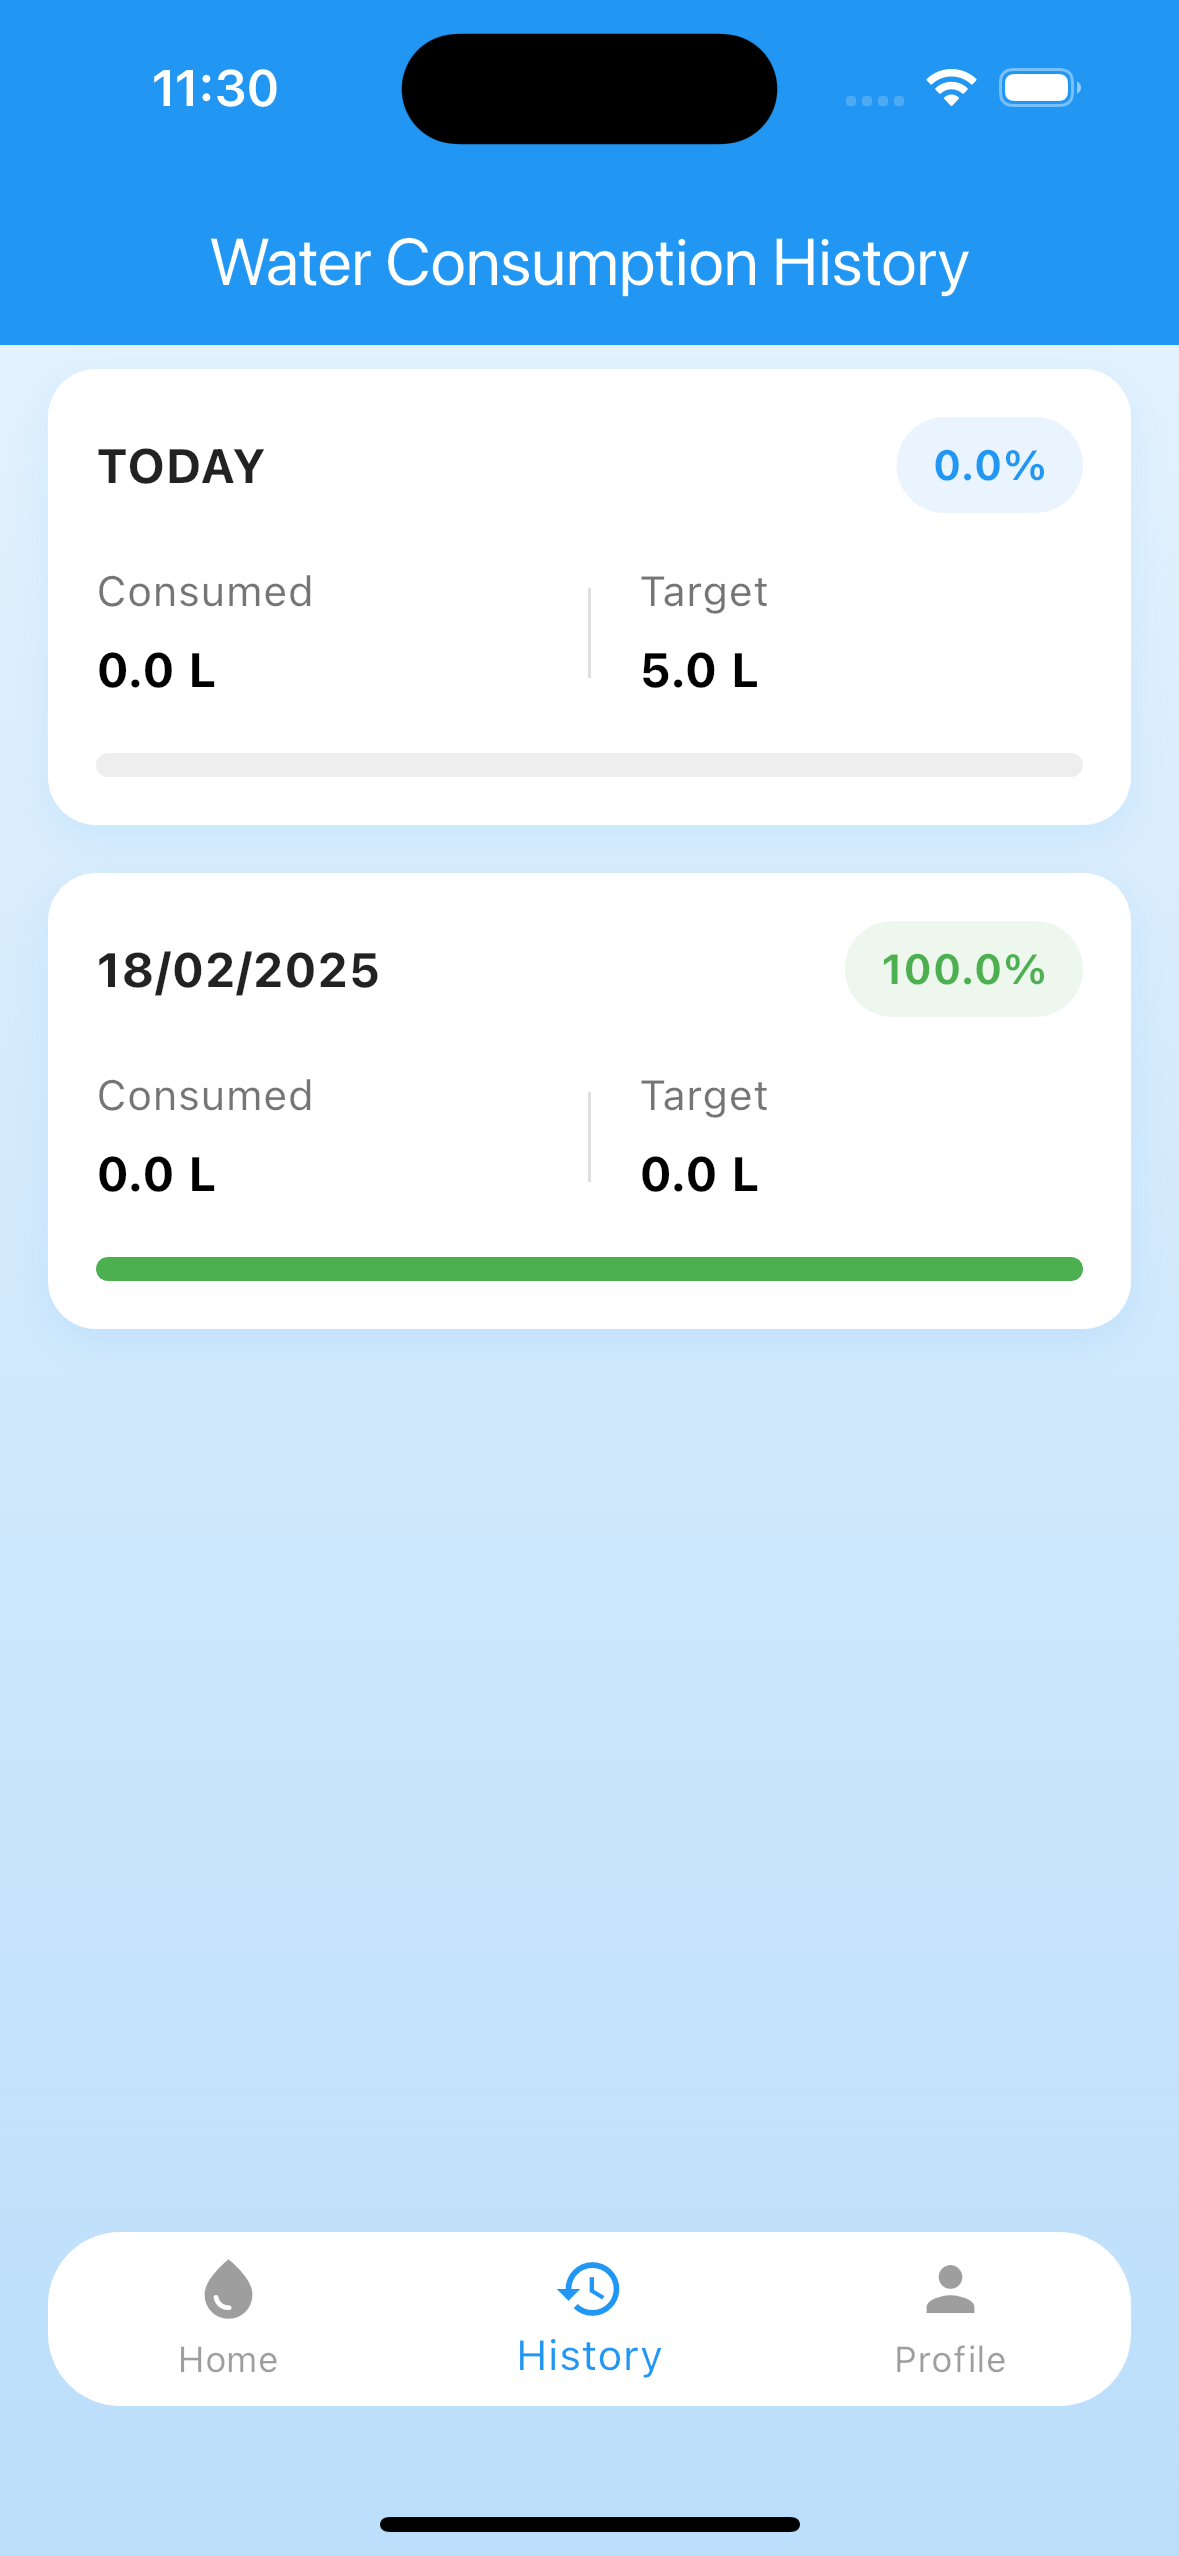 11:30
Water Consumption History
TODAY
0.0%
Consumed
Target
0.0 L
5.0 L
18/02/2025
100.0%
Consumed
Target
0.0 L
0.0 L
Home
History
Profile